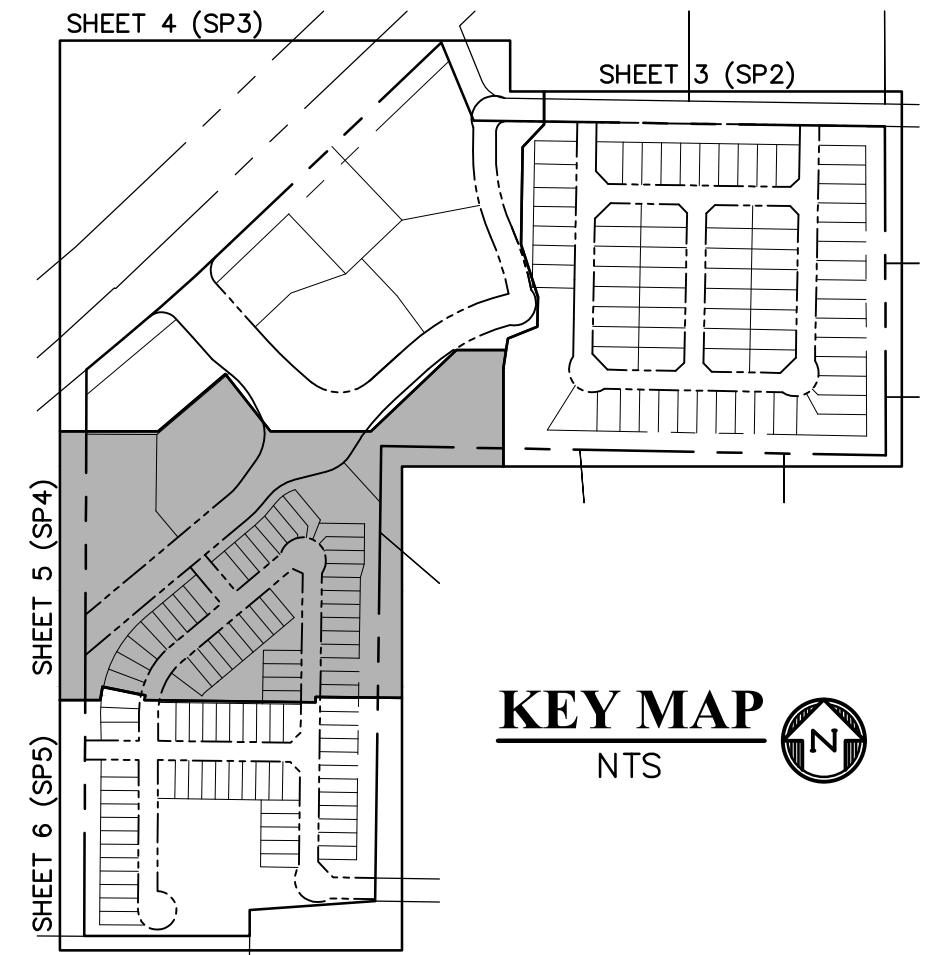 SHEET 4 (SP3)
SHEET 3 (SP2)
SHEET 5 (SP4)
SHEET 6 (SP5)
KEY MAP
NTS
N